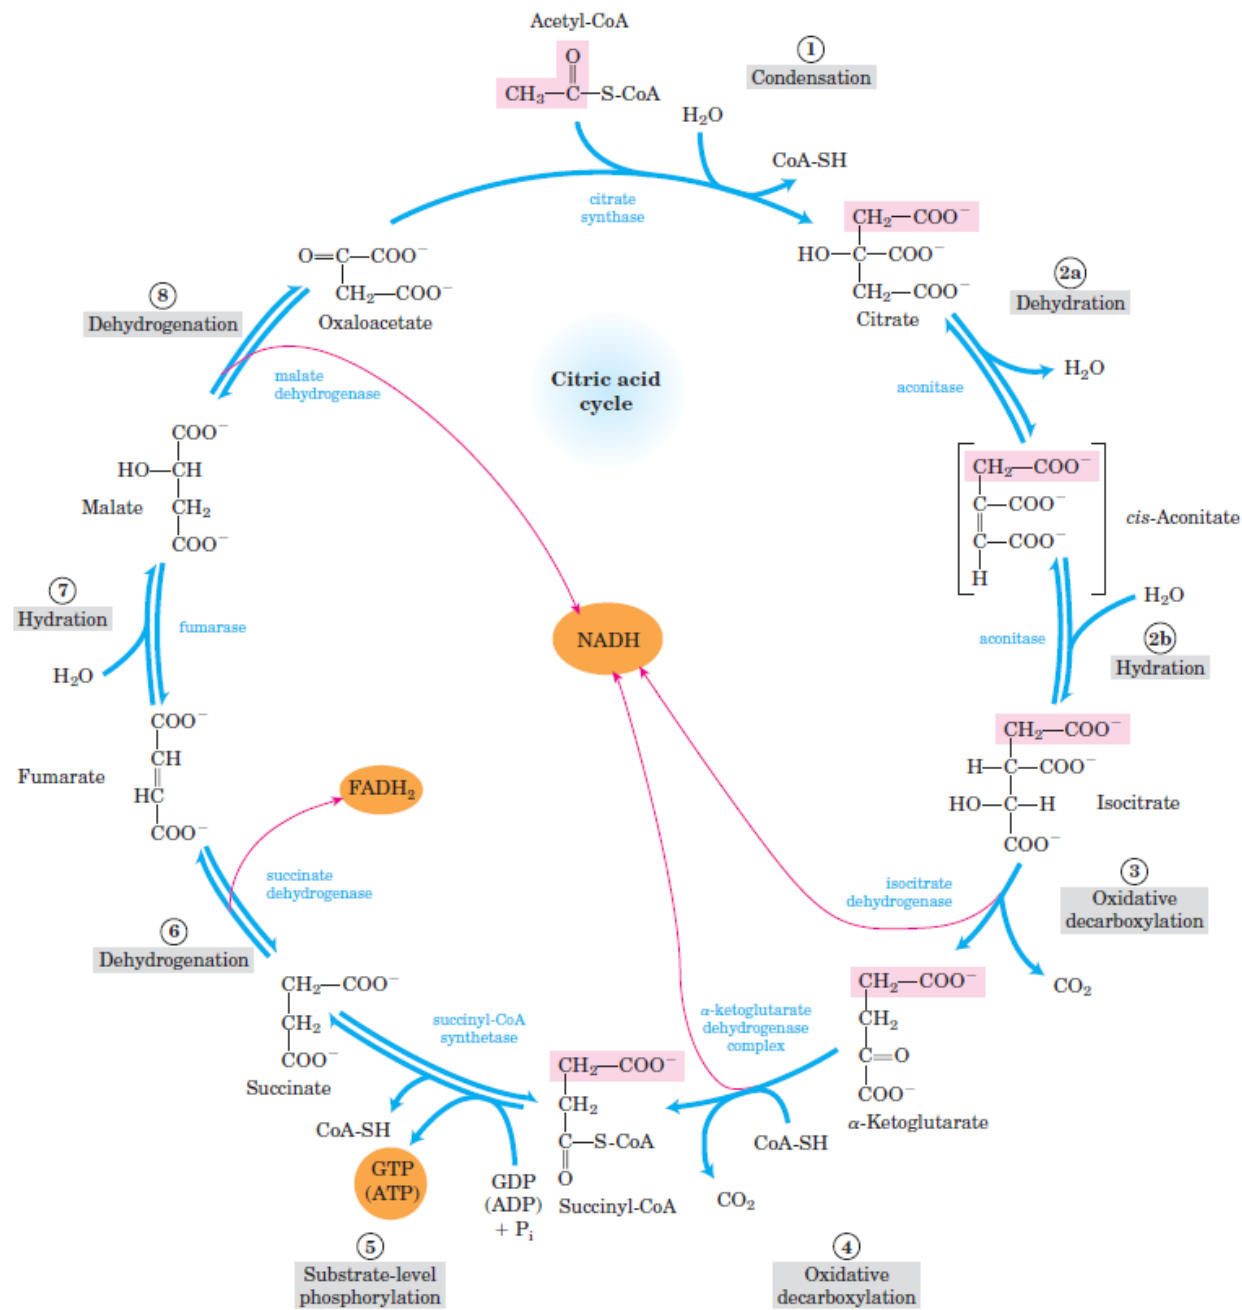 Acetyl-CoA
O
CH₃—C—S-CoA
1
Condensation
H₂O
CoA-SH
citrate
synthase
CH₂—COO⁻
HO—C—COO⁻
CH₂—COO⁻
Citrate
2a
Dehydration
H₂O
aconitase
CH₂—COO⁻
C—COO⁻
C—COO⁻
H
cis-Aconitate
H₂O
aconitase
2b
Hydration
CH₂—COO⁻
H—C—COO⁻
HO—C—H
COO⁻
Isocitrate
3
Oxidative
decarboxylation
isocitrate
dehydrogenase
CO₂
CH₂—COO⁻
CH₂
C=O
COO⁻
α-Ketoglutarate
α-ketoglutarate
dehydrogenase
complex
CoA-SH
CO₂
4
Oxidative
decarboxylation
CH₂—COO⁻
CH₂
C—S-CoA
O
Succinyl-CoA
succinyl-CoA
synthetase
GDP
(ADP)
+ Pᵢ
GTP
(ATP)
CoA-SH
5
Substrate-level
phosphorylation
CH₂—COO⁻
CH₂
COO⁻
Succinate
6
Dehydrogenation
succinate
dehydrogenase
FADH₂
COO⁻
CH
HC
COO⁻
Fumarate
7
Hydration
H₂O
fumarase
COO⁻
HO—CH
CH₂
COO⁻
Malate
8
Dehydrogenation
malate
dehydrogenase
O=C—COO⁻
CH₂—COO⁻
Oxaloacetate
Citric acid
cycle
NADH